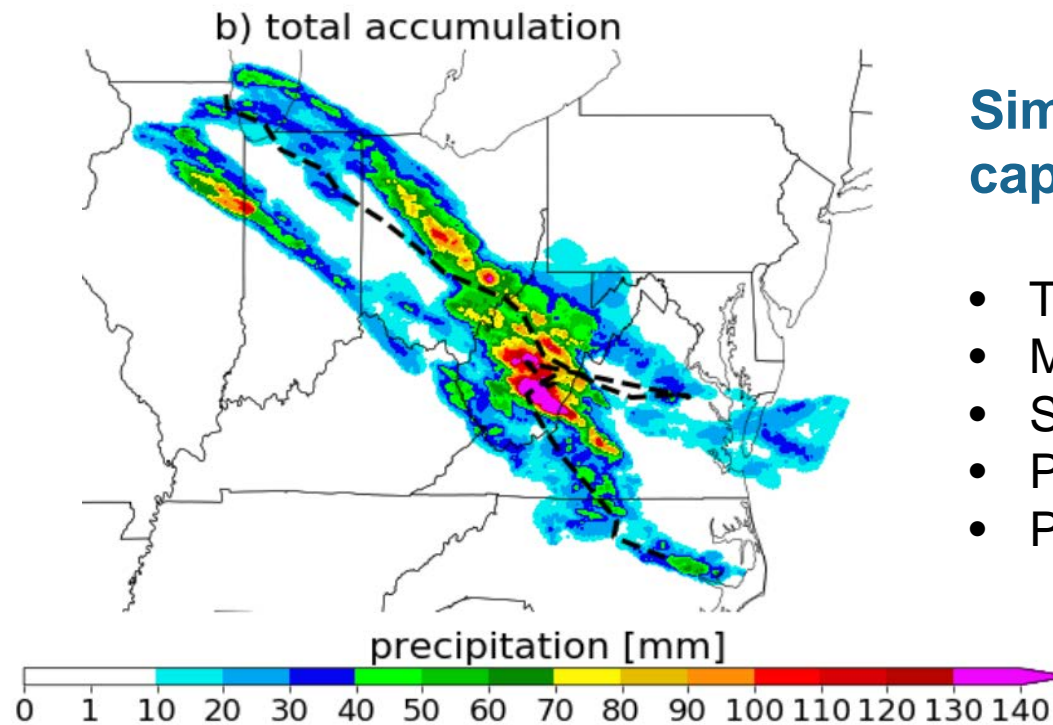 b) total accumulation
Sim
cap
• T
• M
• S
• P
• P
precipitation [mm]
0 1 10 20 30 40 50 60 70 80 90 100 110 120 130 140